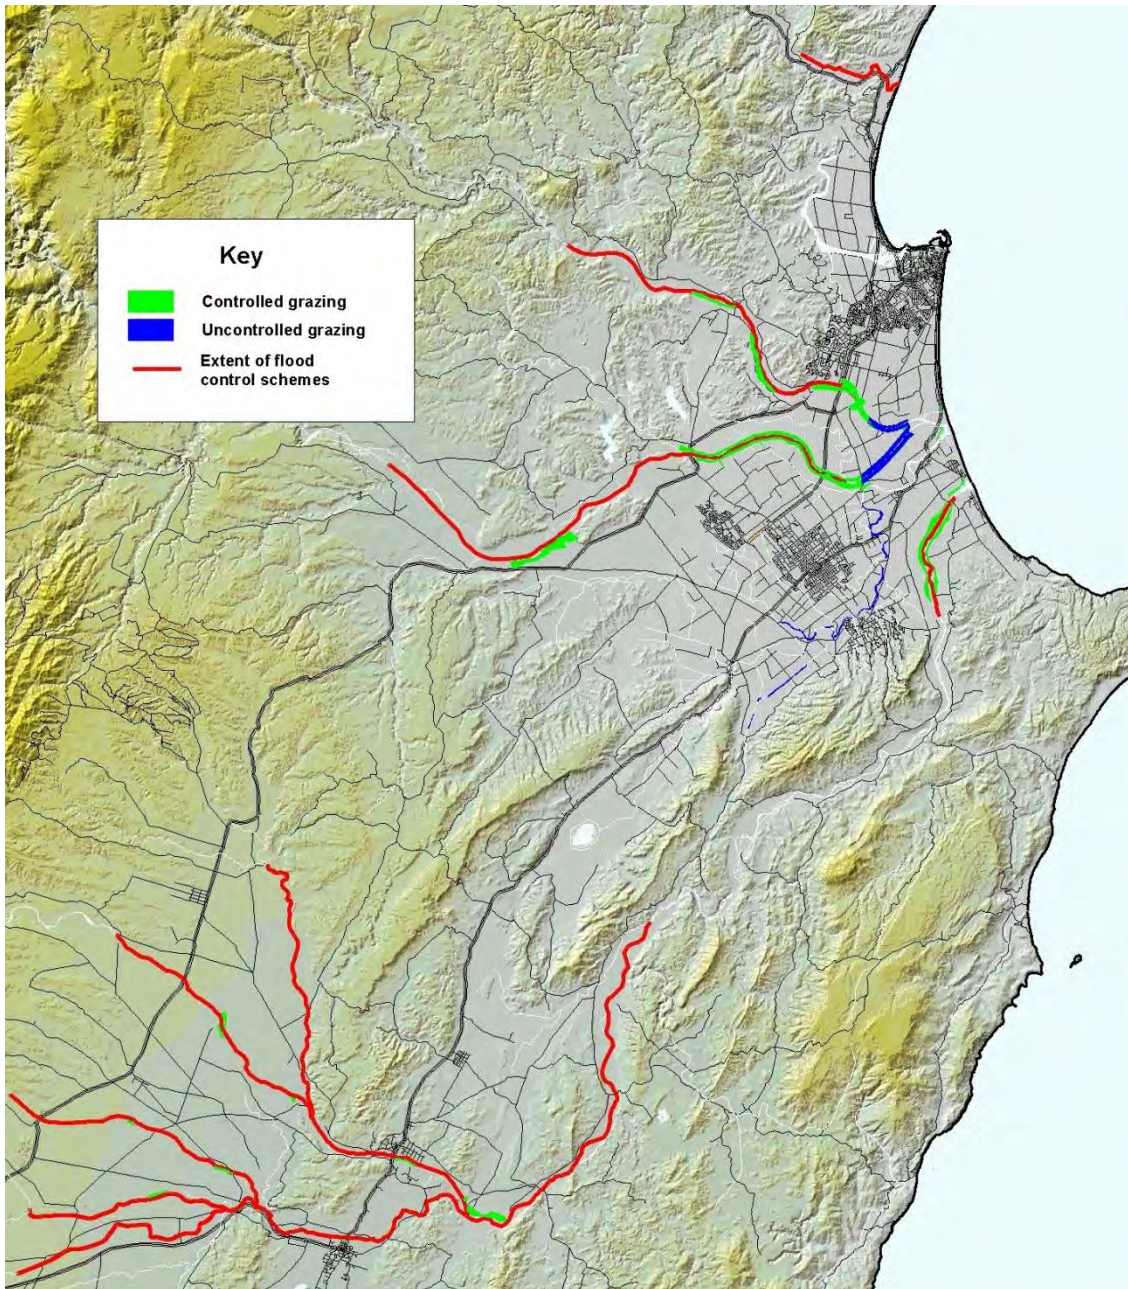 Key
Controlled grazing
Uncontrolled grazing
Extent of flood
control schemes